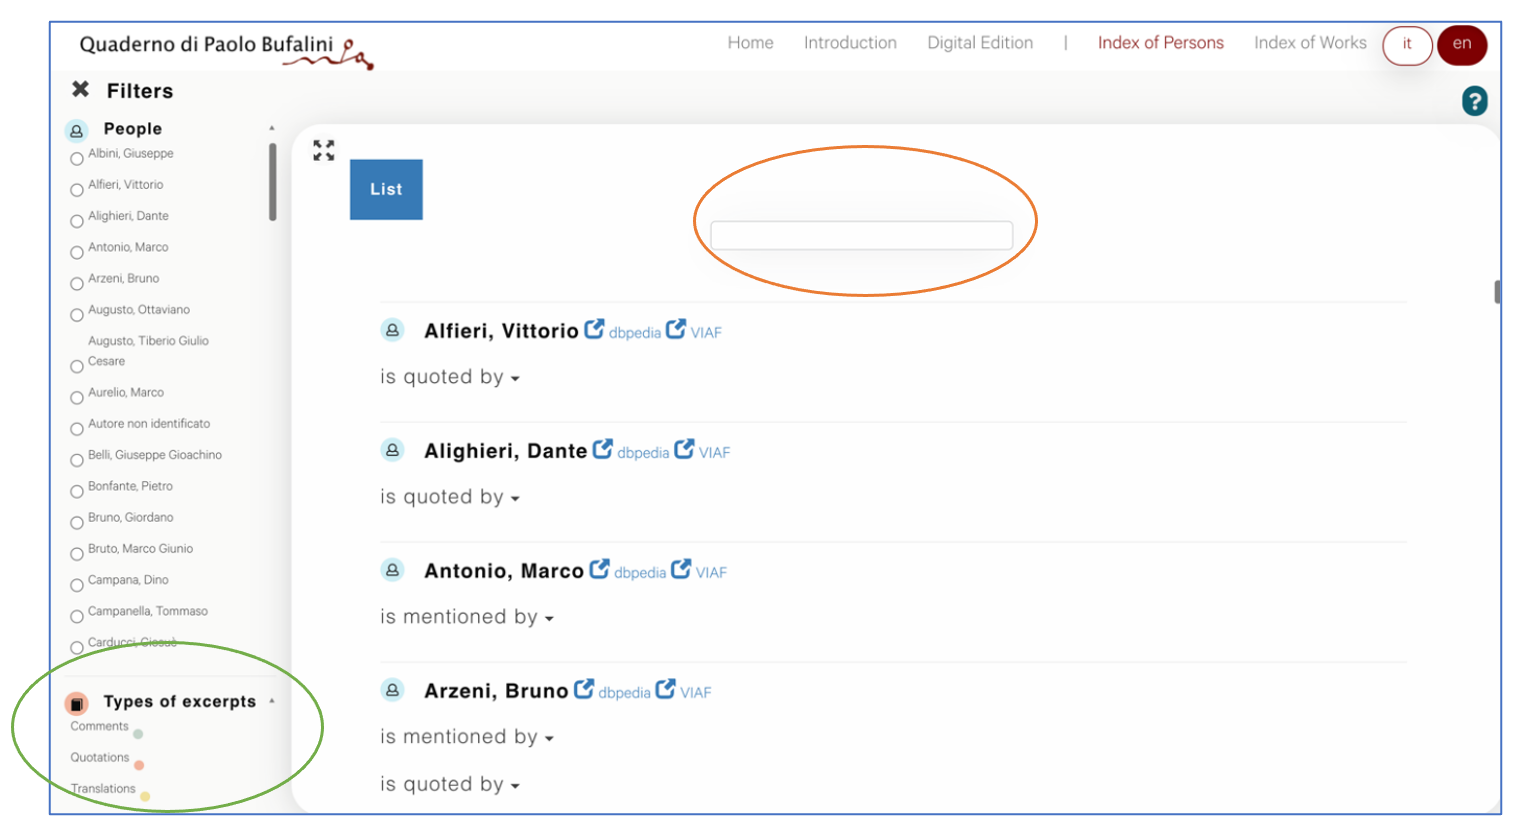 Quaderno di Paolo Bufalini
Home Introduction Digital Edition | Index of Persons Index of Works it en
Filters
?
People
Albini, Giuseppe
Alfieri, Vittorio
Alighieri, Dante
Antonio, Marco
Arzeni, Bruno
Augusto, Ottaviano
Augusto, Tiberio Giulio
Cesare
Aurelio, Marco
Autore non identificato
Belli, Giuseppe Gioachino
Bonfante, Pietro
Bruno, Giordano
Bruto, Marco Giunio
Campana, Dino
Campanella, Tommaso
Carducci, Giosuè
Types of excerpts
Comments
Quotations
Translations
List
Alfieri, Vittorio dbpedia VIAF
is quoted by
Alighieri, Dante dbpedia VIAF
is quoted by
Antonio, Marco dbpedia VIAF
is mentioned by
Arzeni, Bruno dbpedia VIAF
is mentioned by
is quoted by